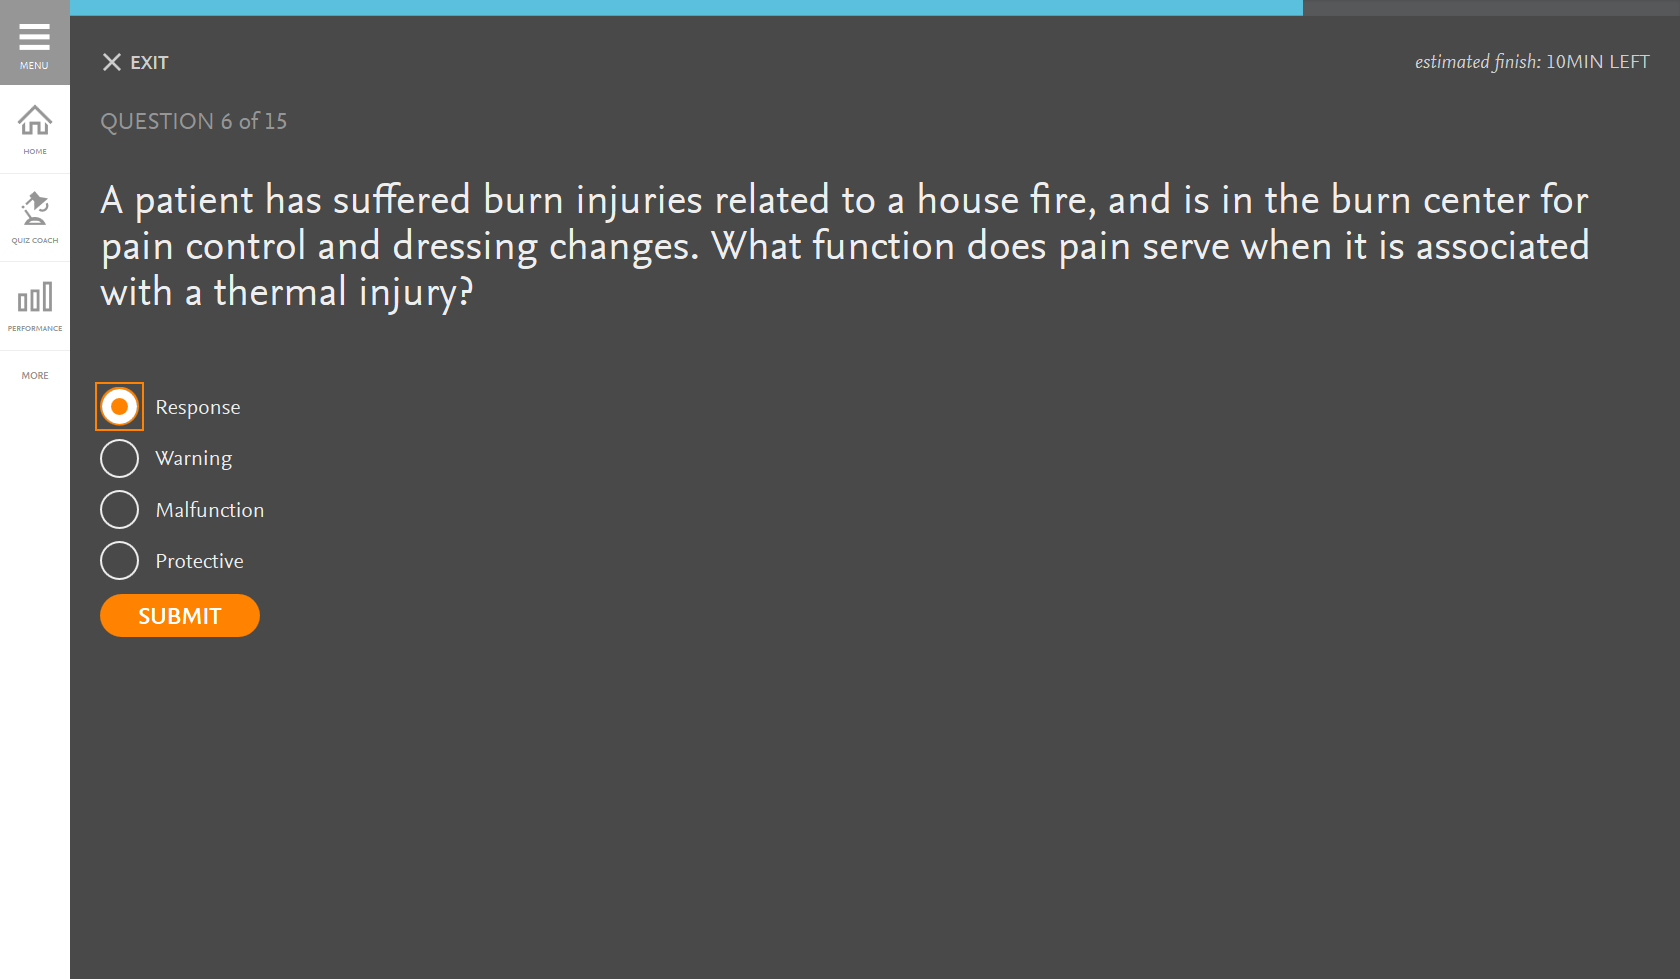 MENU
HOME
QUIZ COACH
PERFORMANCE
MORE
EXIT
estimated finish: 10MIN LEFT
QUESTION 6 of 15
A patient has suffered burn injuries related to a house fire, and is in the burn center for
pain control and dressing changes. What function does pain serve when it is associated
with a thermal injury?
Response
Warning
Malfunction
Protective
SUBMIT